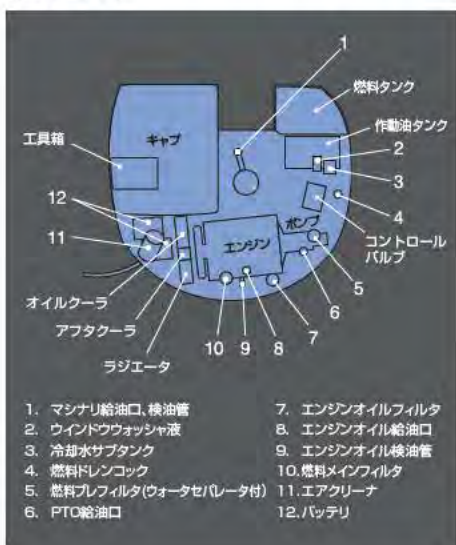 1
燃料タンク
作動油タンク
工具箱
キャブ
2
3
12
4
11
エンジン
ポンプ
コントロール
バルブ
オイルクーラ
5
アフタクーラ
6
ラジエータ
10
9
8
7
1. マシナリ給油口、検油管
2. ウインドウウォッシャ液
3. 冷却水サブタンク
4. 燃料ドレンコック
5. 燃料プレフィルタ(ウォータセパレータ付)
6. PTO給油口
7. エンジンオイルフィルタ
8. エンジンオイル給油口
9. エンジンオイル検油管
10.燃料メインフィルタ
11.エアクリーナ
12.バッテリ